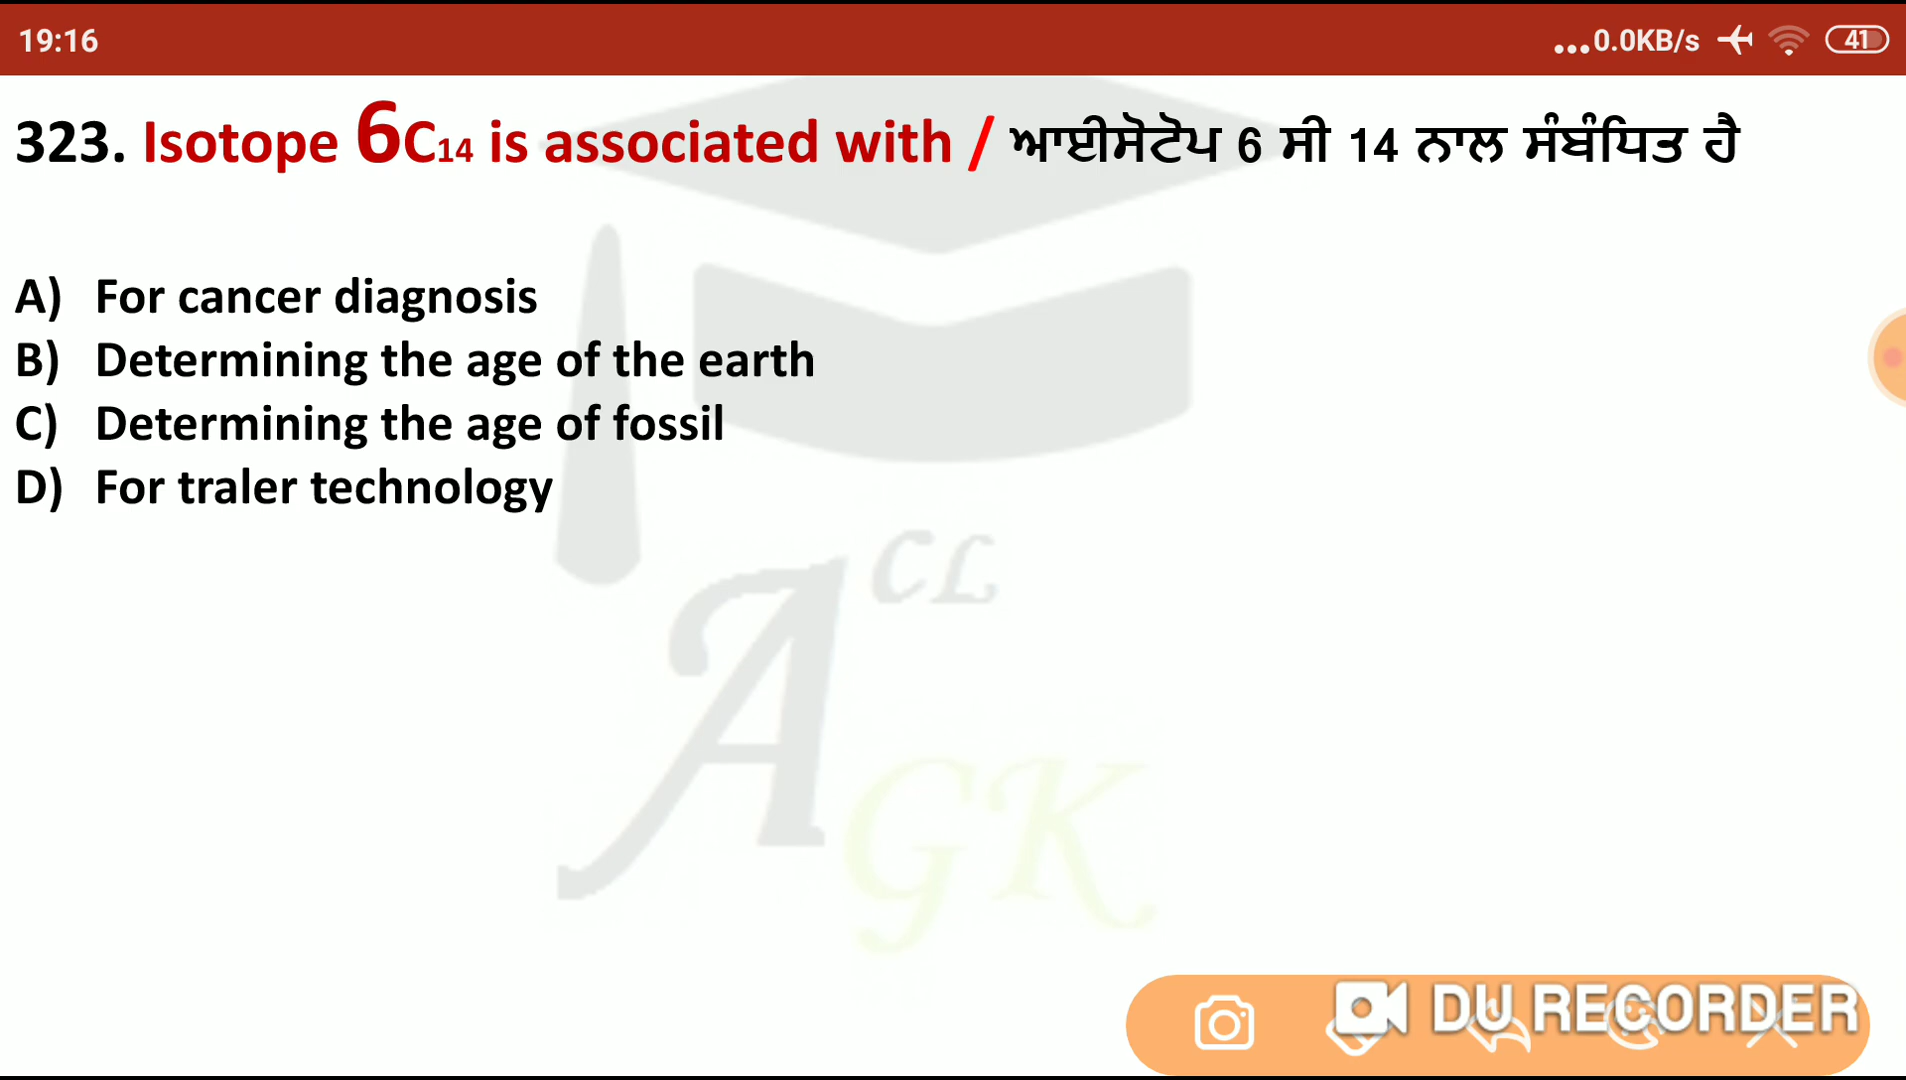 19:16
...0.0KB/s 41
323. Isotope 6C14 is associated with / ਆਈਸੋਟੋਪ 6 ਸੀ 14 ਨਾਲ ਸੰਬੰਧਿਤ ਹੈ
A) For cancer diagnosis
B) Determining the age of the earth
C) Determining the age of fossil
D) For traler technology
A CL
GK
DU RECORDER